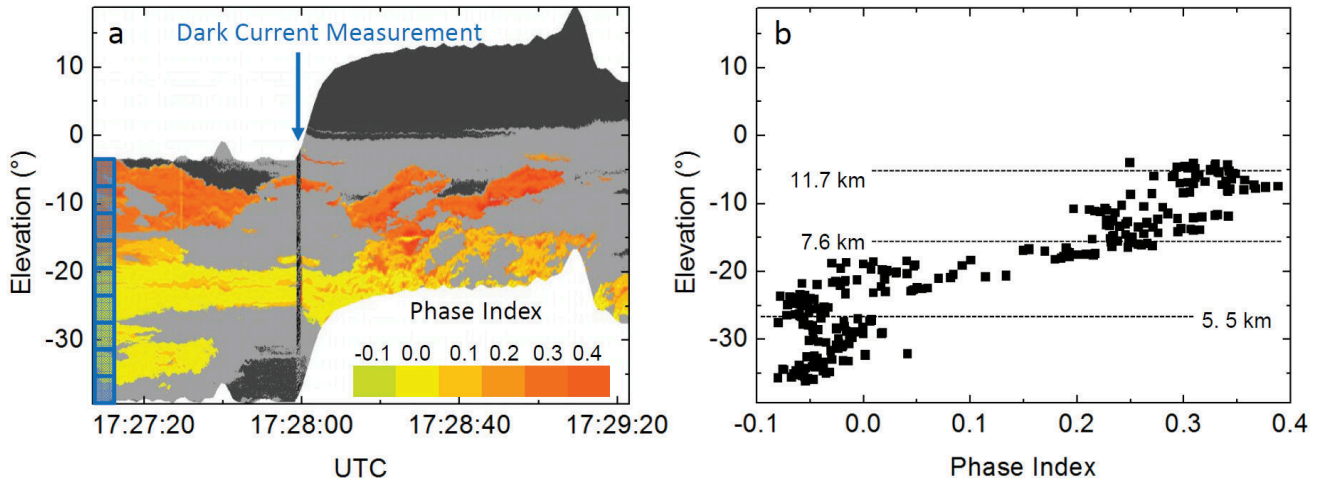 a
Dark Current Measurement
Elevation (°)
10
0
-10
-20
-30
Phase Index
-0.1 0.0 0.1 0.2 0.3 0.4
17:27:20 17:28:00 17:28:40 17:29:20
UTC
b
Elevation (°)
10
0
-10
-20
-30
11.7 km
7.6 km
5. 5 km
-0.1 0.0 0.1 0.2 0.3 0.4
Phase Index